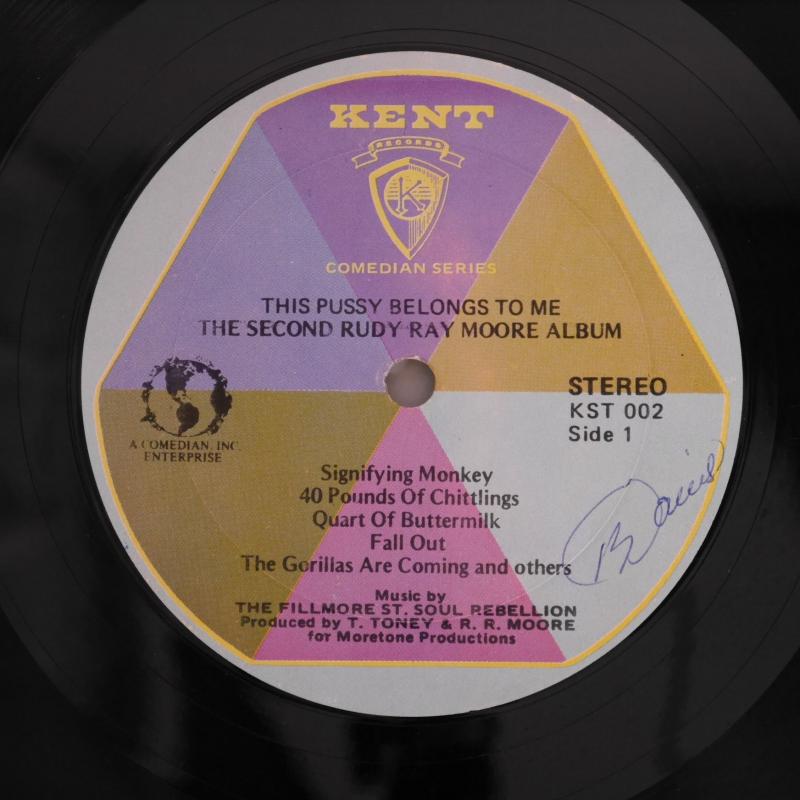 KENT
RECORDS
K
COMEDIAN SERIES
THIS PUSSY BELONGS TO ME
THE SECOND RUDY RAY MOORE ALBUM
A COMEDIAN, INC.
ENTERPRISE
STEREO
KST 002
Side 1
Signifying Monkey
40 Pounds Of Chittlings
Quart Of Buttermilk
Fall Out
The Gorillas Are Coming and others
Music by
THE FILLMORE ST. SOUL REBELLION
Produced by T. TONEY & R. R. MOORE
for Moretone Productions